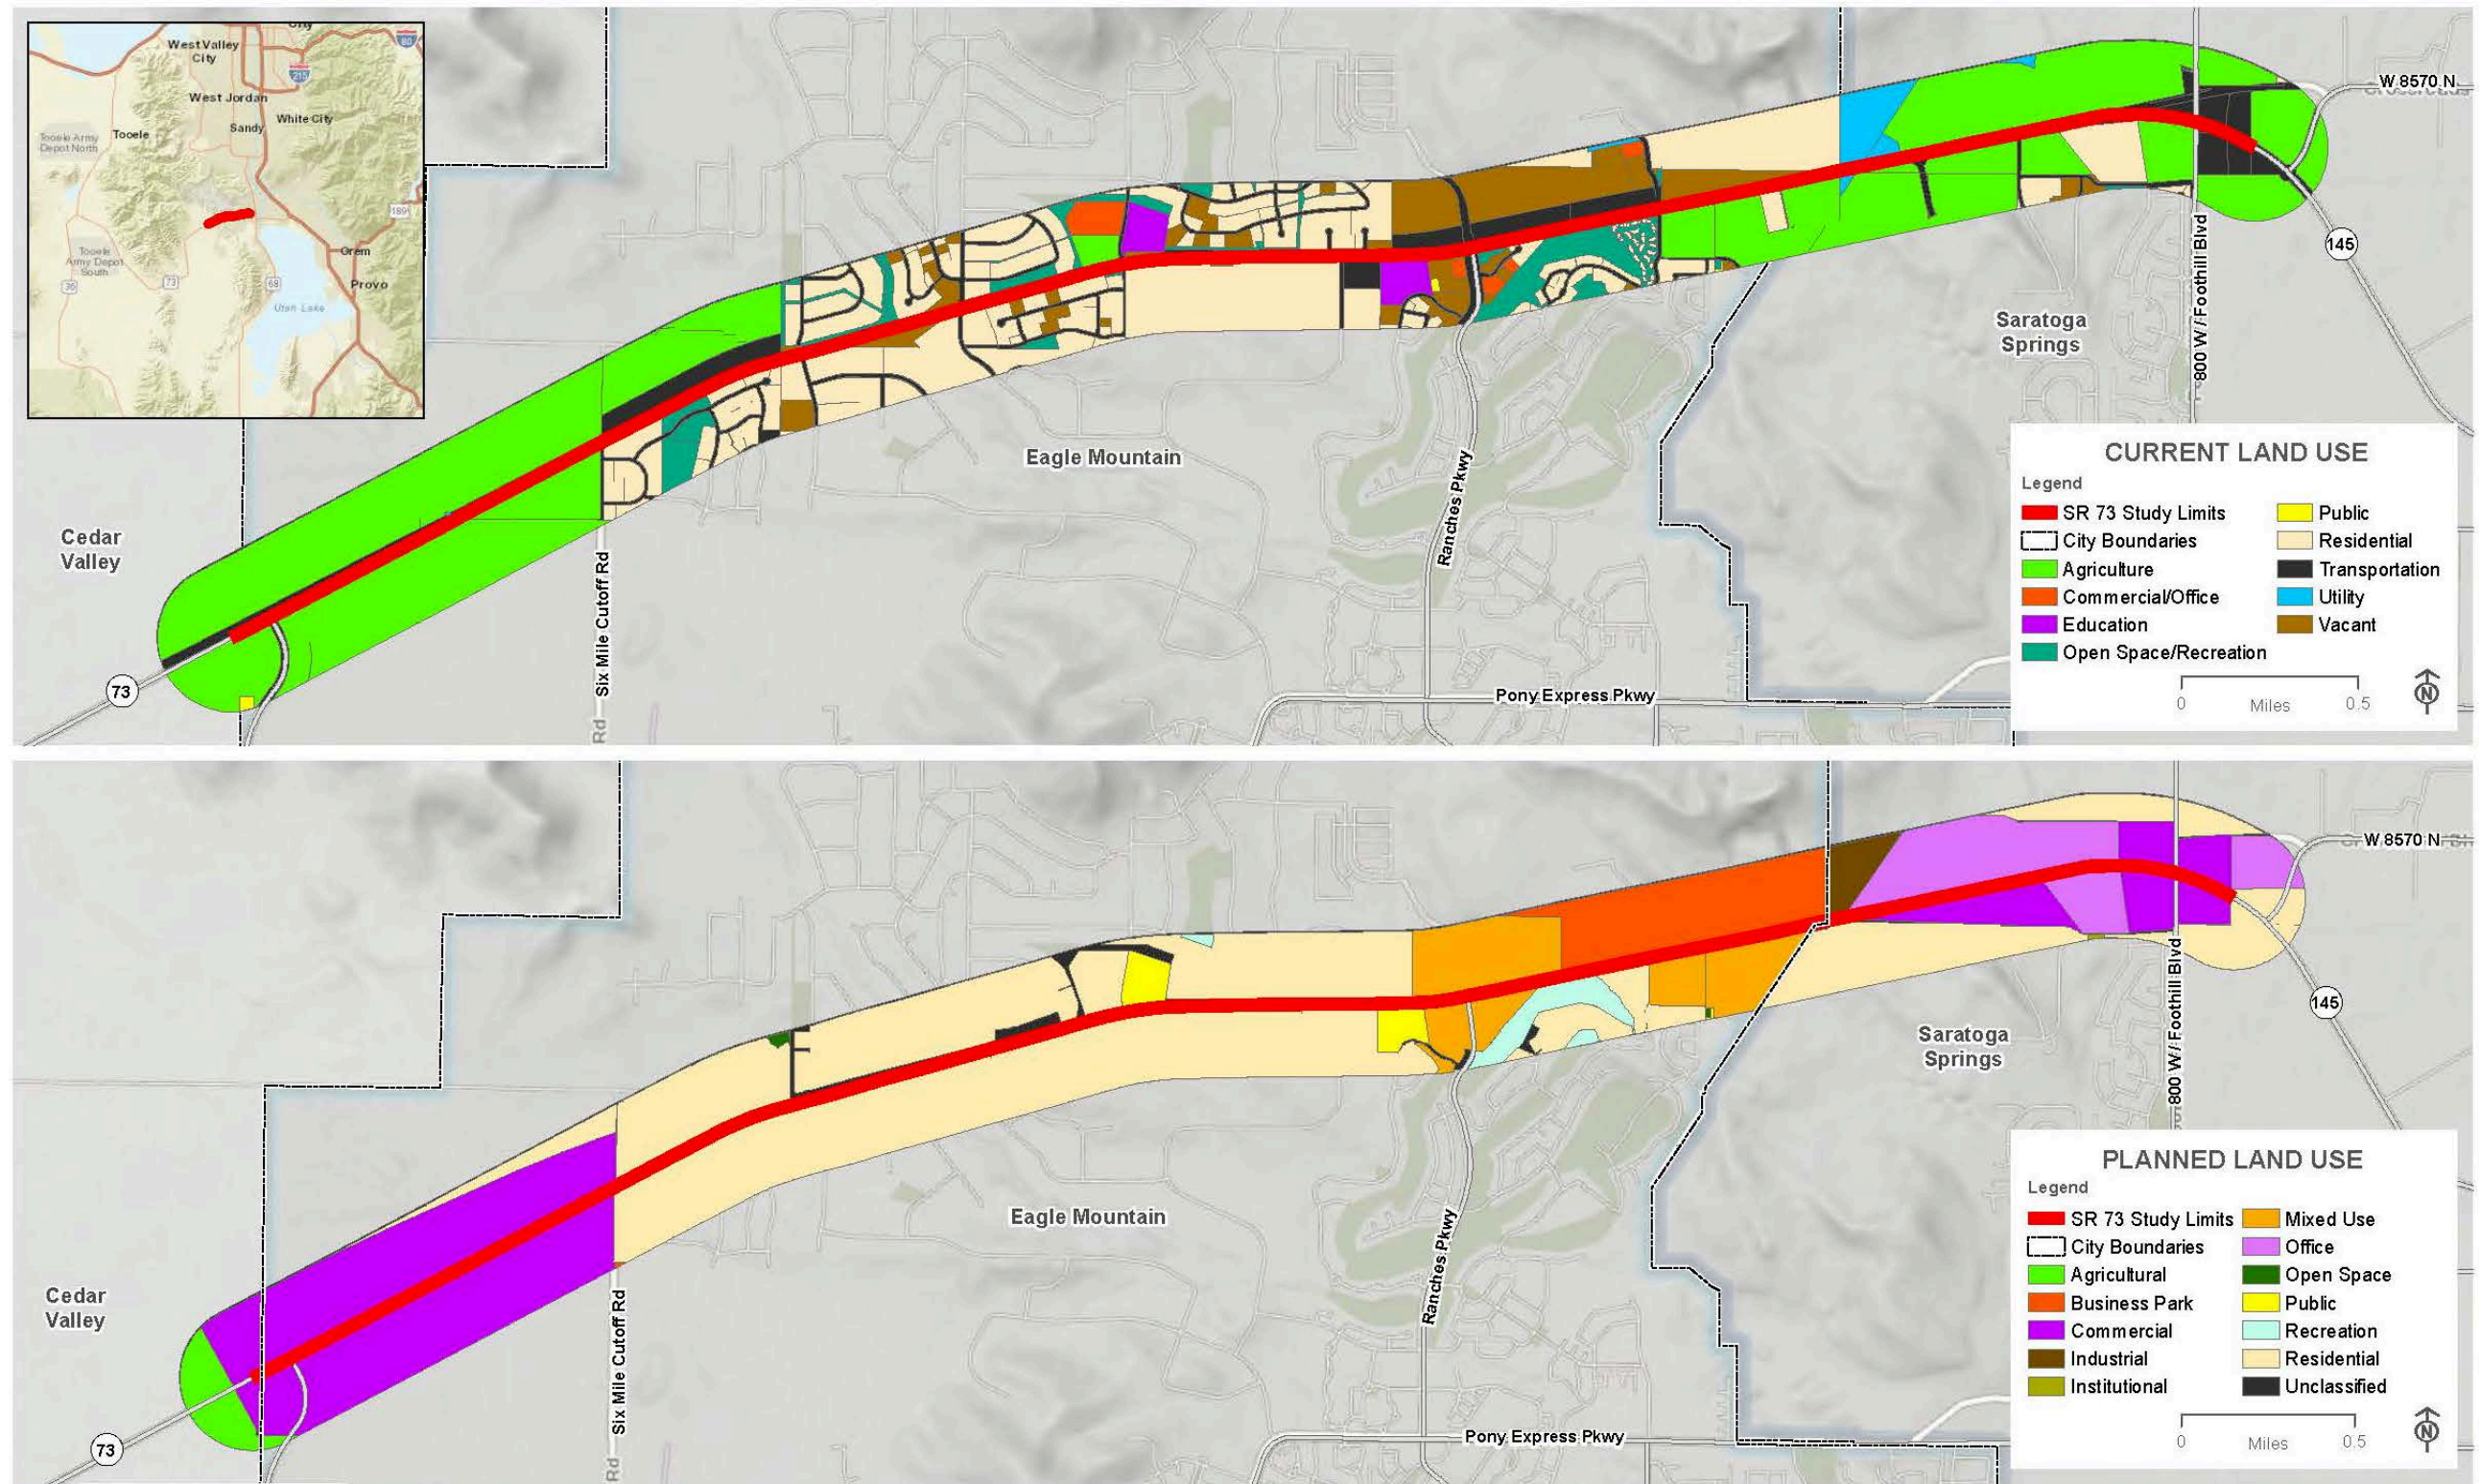 City
West Valley
City
80
215
West Jordan
White City
Sandy
Tooele
Tooele Army
Depot North
189
Tooele
Army Depot
South
36
73
68
Orem
Provo
Utah Lake
W 8570 N
145
800 W / Foothill Blvd
Saratoga
Springs
Eagle Mountain
Ranches Pkwy
Cedar
Valley
Six Mile Cutoff Rd
Rd
73
Pony Express Pkwy
CURRENT LAND USE
Legend
SR 73 Study Limits
City Boundaries
Agriculture
Commercial/Office
Education
Open Space/Recreation
Public
Residential
Transportation
Utility
Vacant
0 Miles 0.5
N
W 8570 N
145
800 W / Foothill Blvd
Saratoga
Springs
Eagle Mountain
Ranches Pkwy
Cedar
Valley
Six Mile Cutoff Rd
Rd
73
Pony Express Pkwy
PLANNED LAND USE
Legend
SR 73 Study Limits
City Boundaries
Agricultural
Business Park
Commercial
Industrial
Institutional
Mixed Use
Office
Open Space
Public
Recreation
Residential
Unclassified
0 Miles 0.5
N